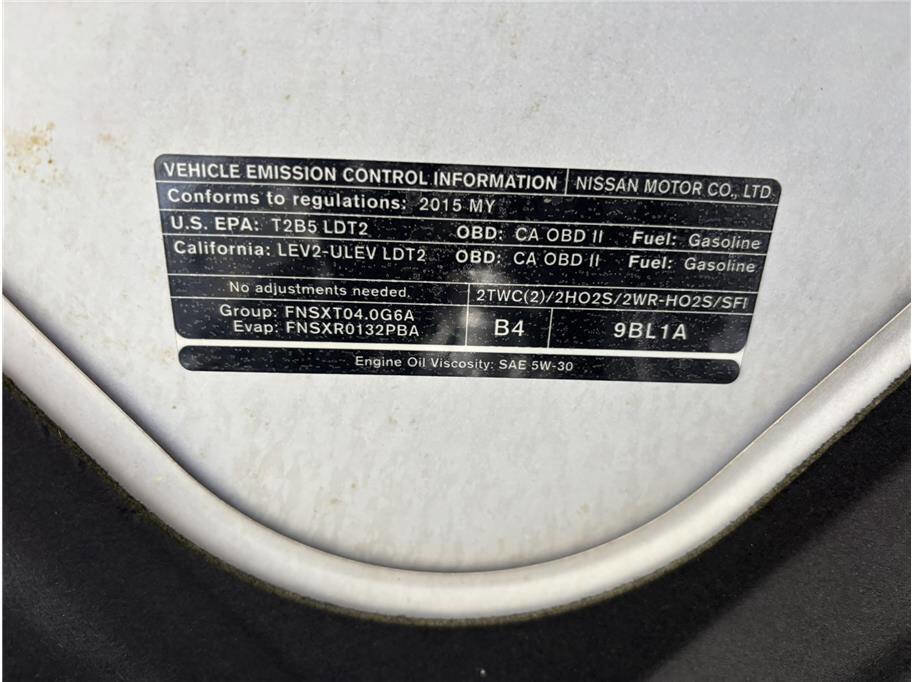 VEHICLE EMISSION CONTROL INFORMATION | NISSAN MOTOR CO., LTD
Conforms to regulations: 2015 MY
U.S. EPA: T2B5 LDT2 OBD: CA OBD II Fuel: Gasoline
California: LEV2-ULEV LDT2 OBD: CA OBD II Fuel: Gasoline
No adjustments needed. 2TWC(2)/2HO2S/2WR-HO2S/SFI
Group: FNSXT04.0G6A
Evap: FNSXR0132PBA B4 9BL1A
Engine Oil Viscosity: SAE 5W-30